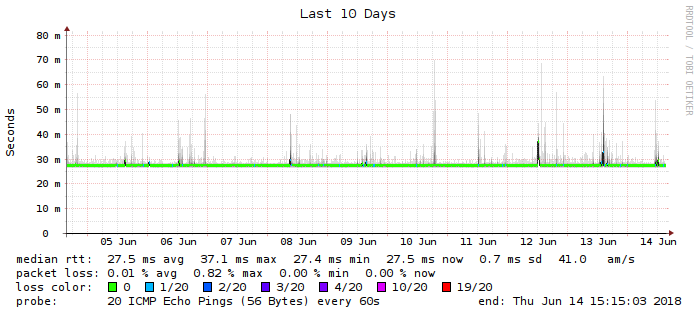 Last 10 Days
RRDTOOL / TOBI OETIKER
Seconds
80 m
70 m
60 m
50 m
40 m
30 m
20 m
10 m
0
05 Jun 06 Jun 07 Jun 08 Jun 09 Jun 10 Jun 11 Jun 12 Jun 13 Jun 14 Jun
median rtt: 27.5 ms avg 37.1 ms max 27.4 ms min 27.5 ms now 0.7 ms sd 41.0 am/s
packet loss: 0.01 % avg 0.82 % max 0.00 % min 0.00 % now
loss color: 0 1/20 2/20 3/20 4/20 10/20 19/20
probe: 20 ICMP Echo Pings (56 Bytes) every 60s end: Thu Jun 14 15:15:03 2018